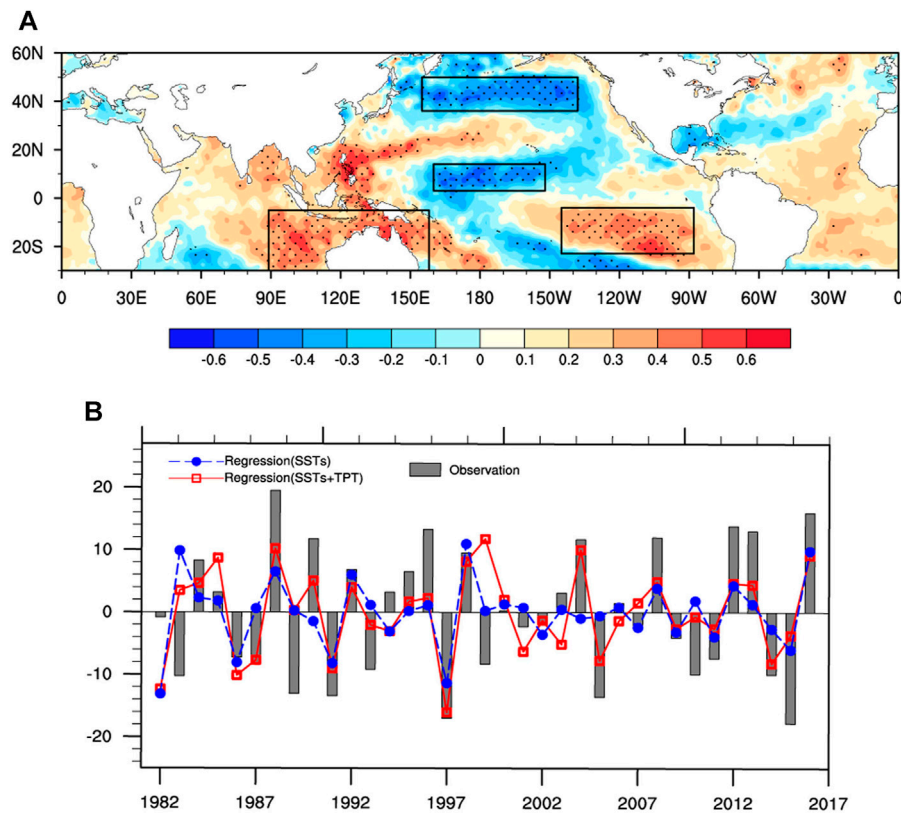 A
60N
40N
20N
0
20S
0 30E 60E 90E 120E 150E 180 150W 120W 90W 60W 30W 0
-0.6 -0.5 -0.4 -0.3 -0.2 -0.1 0 0.1 0.2 0.3 0.4 0.5 0.6
B
Regression(SSTs)
Regression(SSTs+TPT)
Observation
20
10
0
-10
-20
1982 1987 1992 1997 2002 2007 2012 2017